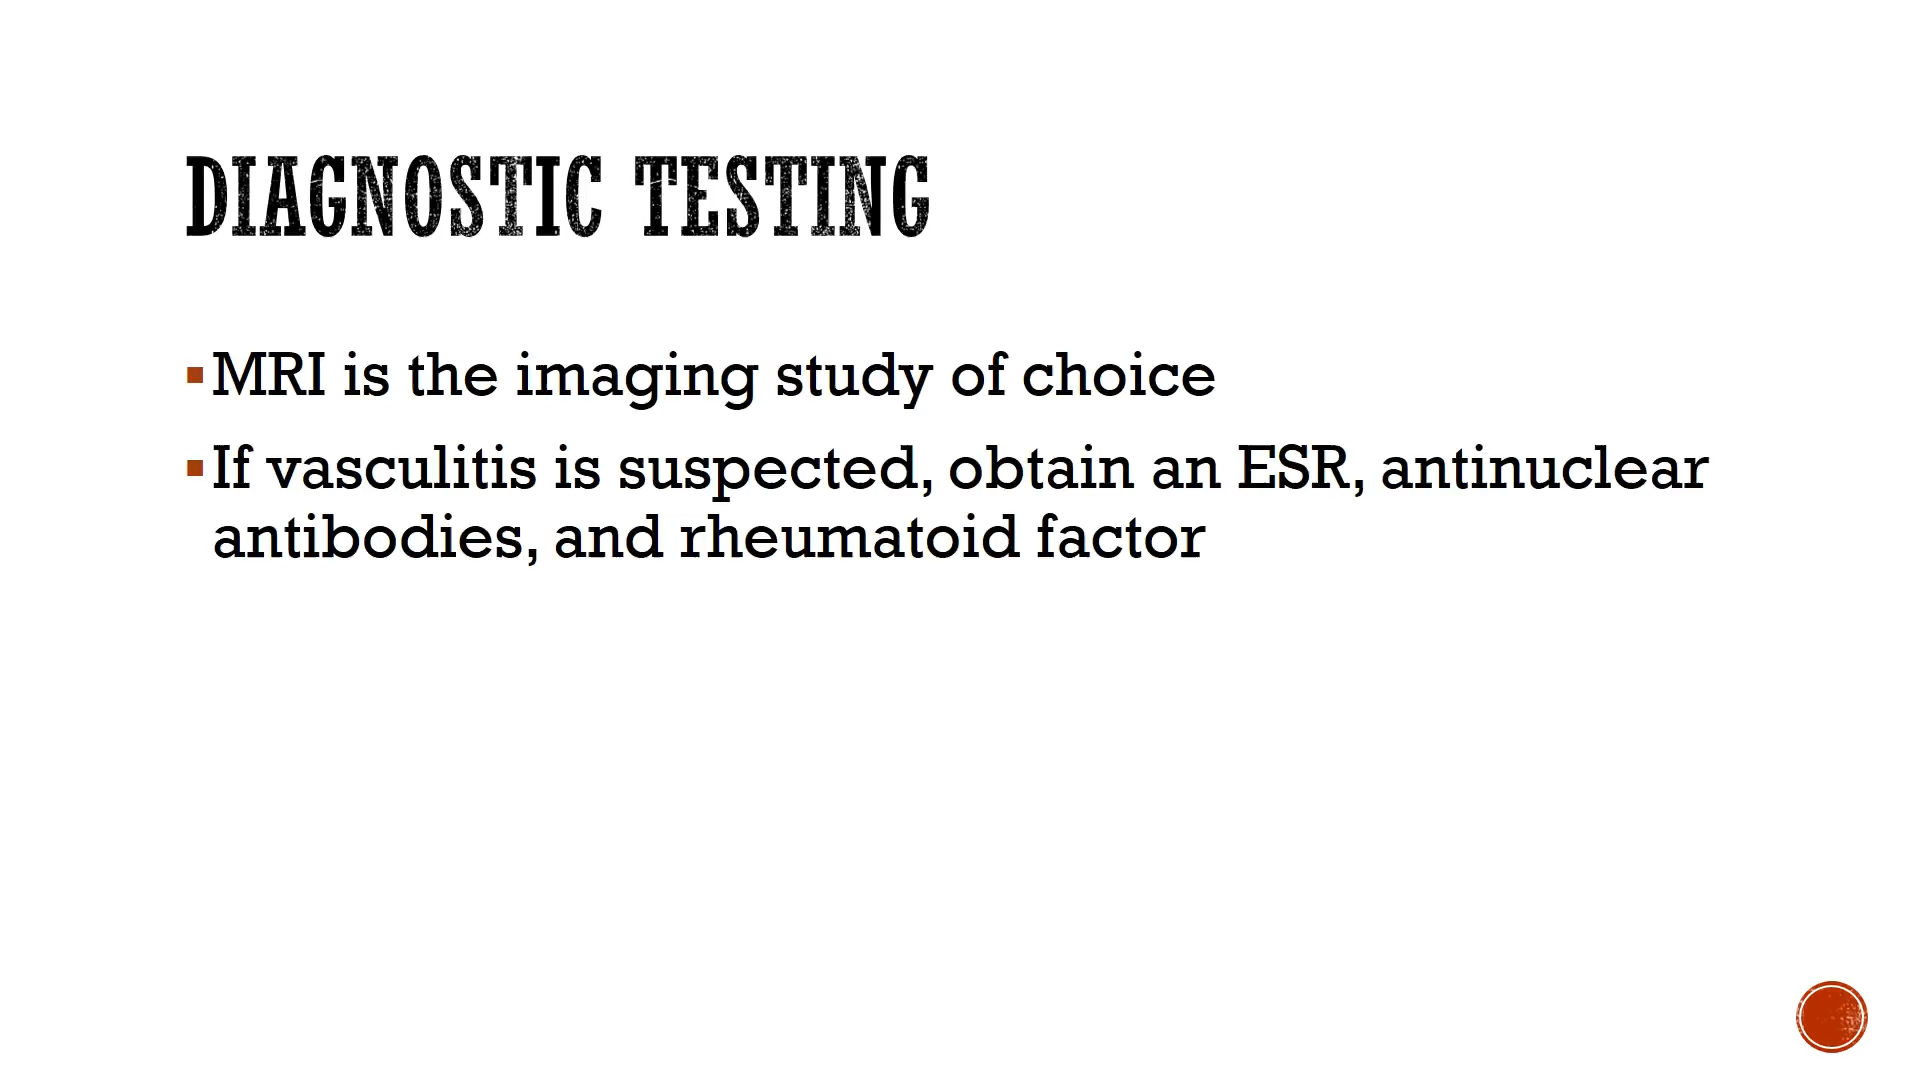 DIAGNOSTIC TESTING
▪MRI is the imaging study of choice
▪If vasculitis is suspected, obtain an ESR, antinuclear
antibodies, and rheumatoid factor